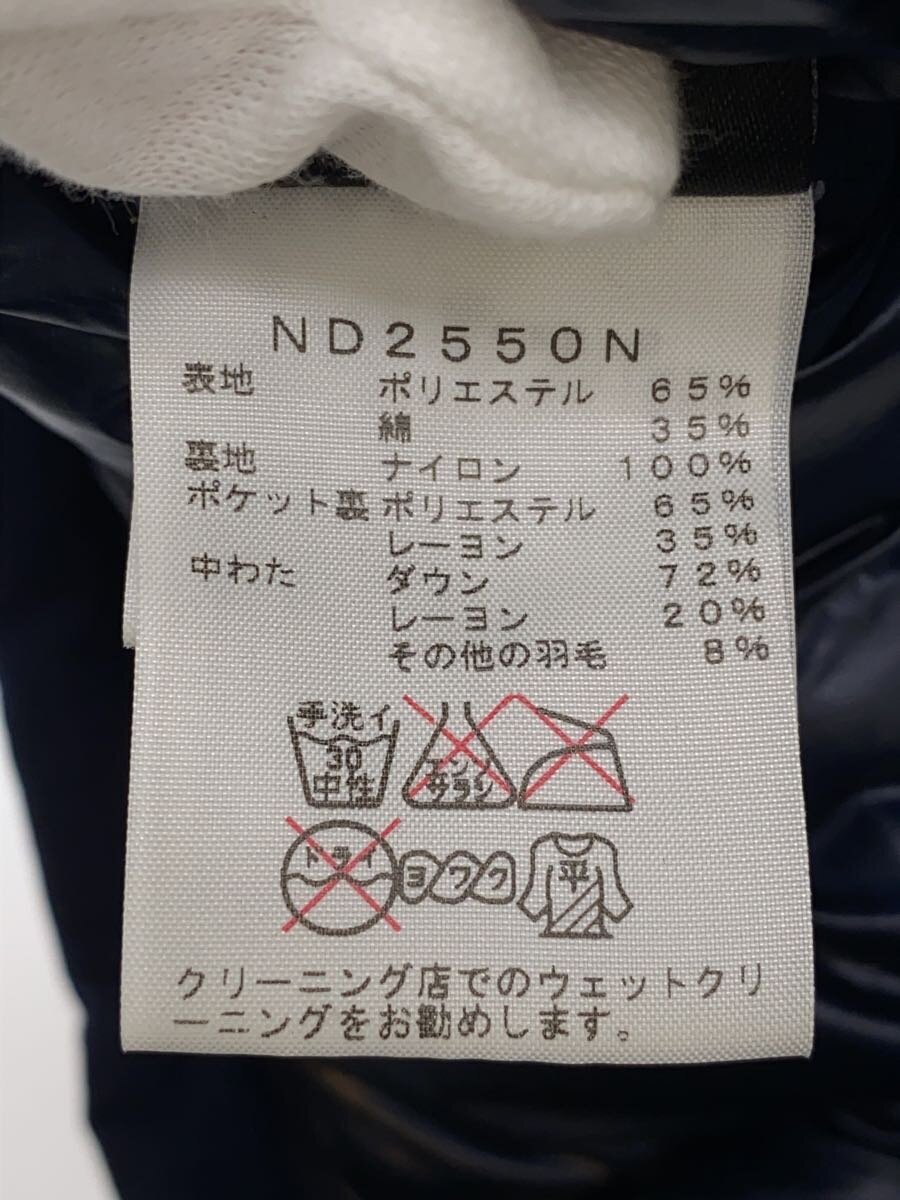 ND2550N
表地 ポリエステル 65%
綿 35%
裏地 ナイロン 100%
ポケット裏 ポリエステル 65%
レーヨン 35%
中わた ダウン 72%
レーヨン 20%
その他の羽毛 8%
手洗イ
30
中性
エンソ
サラシ
ドライ
ヨワク
平
クリーニング店でのウェットクリ
ーニングをお勧めします。